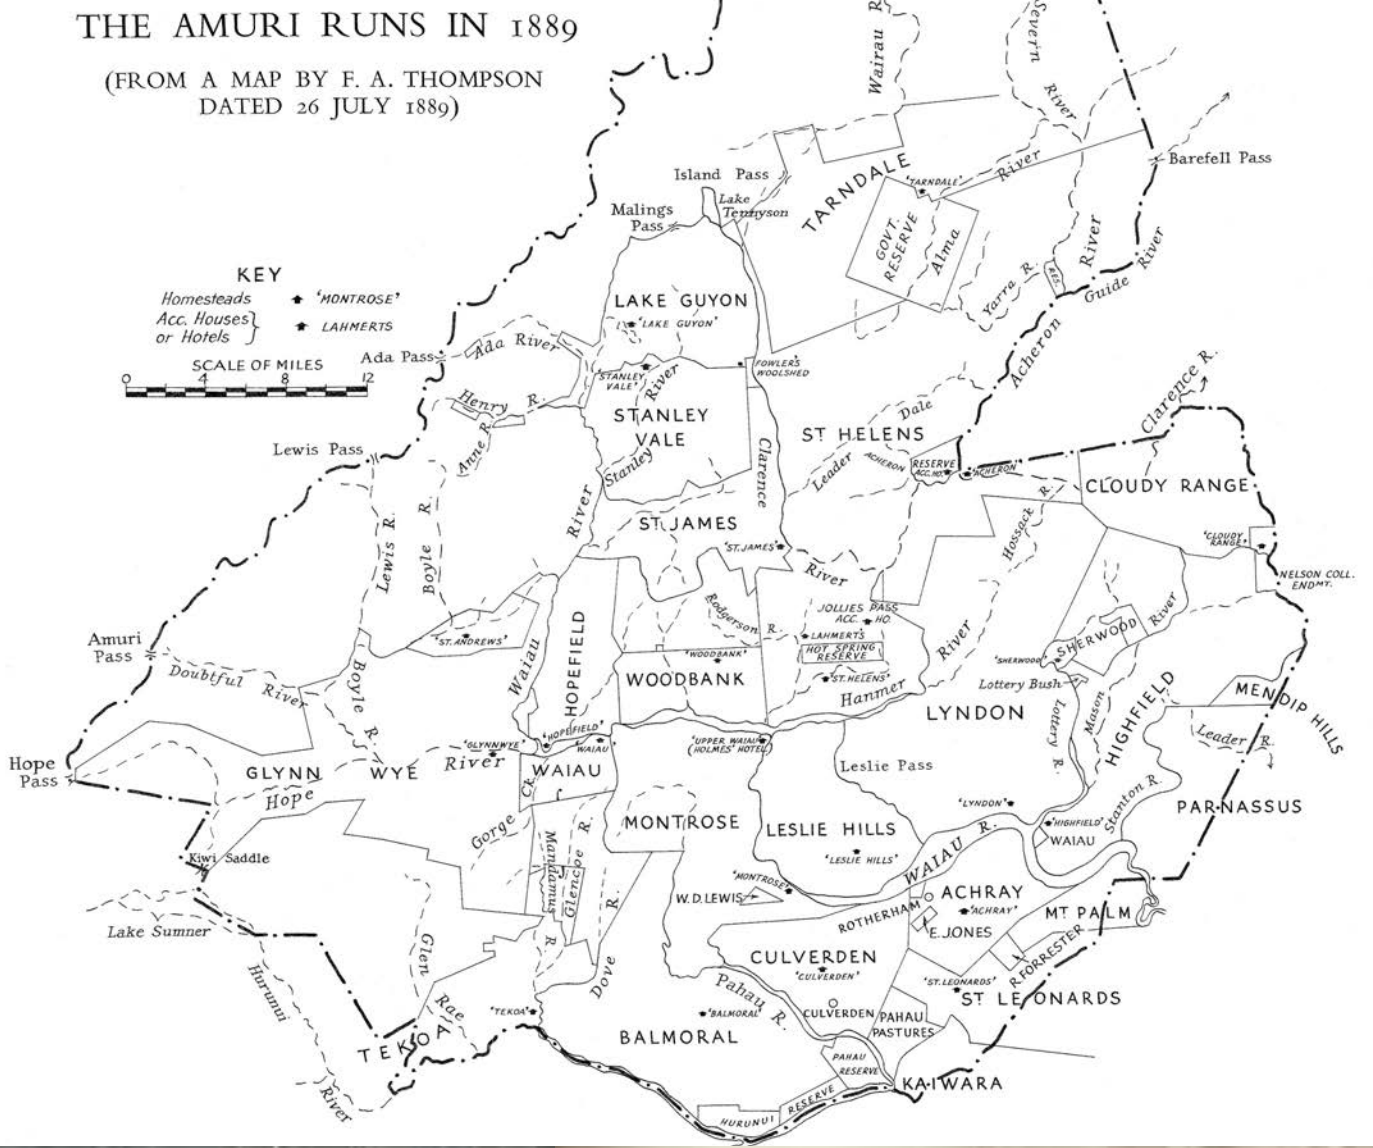 THE AMURI RUNS IN 1889
(FROM A MAP BY F. A. THOMPSON
DATED 26 JULY 1889)
Wairau R.
Severn
River
Barefell Pass
Island Pass
Lake
Tennyson
Malings
Pass
TARNDALE
'TARNDALE'
River
GOVT.
RESERVE
Alma
Yarra R.
RES.
River
Guide River
Acheron
KEY
Homesteads 'MONTROSE'
Acc. Houses
or Hotels} LAHMERTS
SCALE OF MILES
0 4 8 12
LAKE GUYON
'LAKE GUYON'
Ada Pass
Ada River
'STANLEY
VALE'
River
FOWLER'S
WOOLSHED
Henry R.
Anne R.
STANLEY
VALE
Stanley
Clarence
ST HELENS
Dale
Leader
ACHERON
RESERVE
ACC. HO.
'ACHERON'
Clarence R.
CLOUDY RANGE
'CLOUDY
RANGE'
NELSON COLL.
ENDMT.
Lewis Pass
Lewis R.
Boyle R.
River
ST. JAMES
'ST. JAMES'
River
Hossack R.
Rodgerson R.
JOLLIES PASS
ACC. HO.
LAHMERT'S
HOT SPRING
RESERVE
'ST. HELENS'
Hanmer
River
Amuri
Pass
Doubtful River
'ST. ANDREWS'
Waiau
HOPEFIELD
'WOODBANK'
WOODBANK
LYNDON
'SHERWOOD'
SHERWOOD
River
Lottery Bush
Lottery R.
Mason
HIGHFIELD
MENDIP HILLS
Leader R.
Boyle R.
Hope
Pass
GLYNN WYE
'GLYNNWYE'
River
Hope
'HOPEFIELD'
'WAIAU'
WAIAU
'UPPER WAIAU'
(HOLMES' HOTEL)
Leslie Pass
PARNASSUS
Stanton R.
Gorge Ck.
Mandamus
R.
Glencoe R.
MONTROSE
LESLIE HILLS
'LESLIE HILLS'
'LYNDON'
'HIGHFIELD'
WAIAU
WAIAU R.
Kiwi Saddle
Lake Sumner
Hurunui
River
Glen
Rae
Dove R.
'MONTROSE'
W.D.LEWIS
ROTHERHAM
ACHRAY
'ACHRAY'
E.JONES
MT PALM
R.FORRESTER
CULVERDEN
'CULVERDEN'
CULVERDEN
'ST. LEONARDS'
ST LEONARDS
PAHAU
PASTURES
Pahau R.
'BALMORAL'
BALMORAL
'TEKOA'
TEKOA
PAHAU
RESERVE
KAIWARA
HURUNUI RESERVE